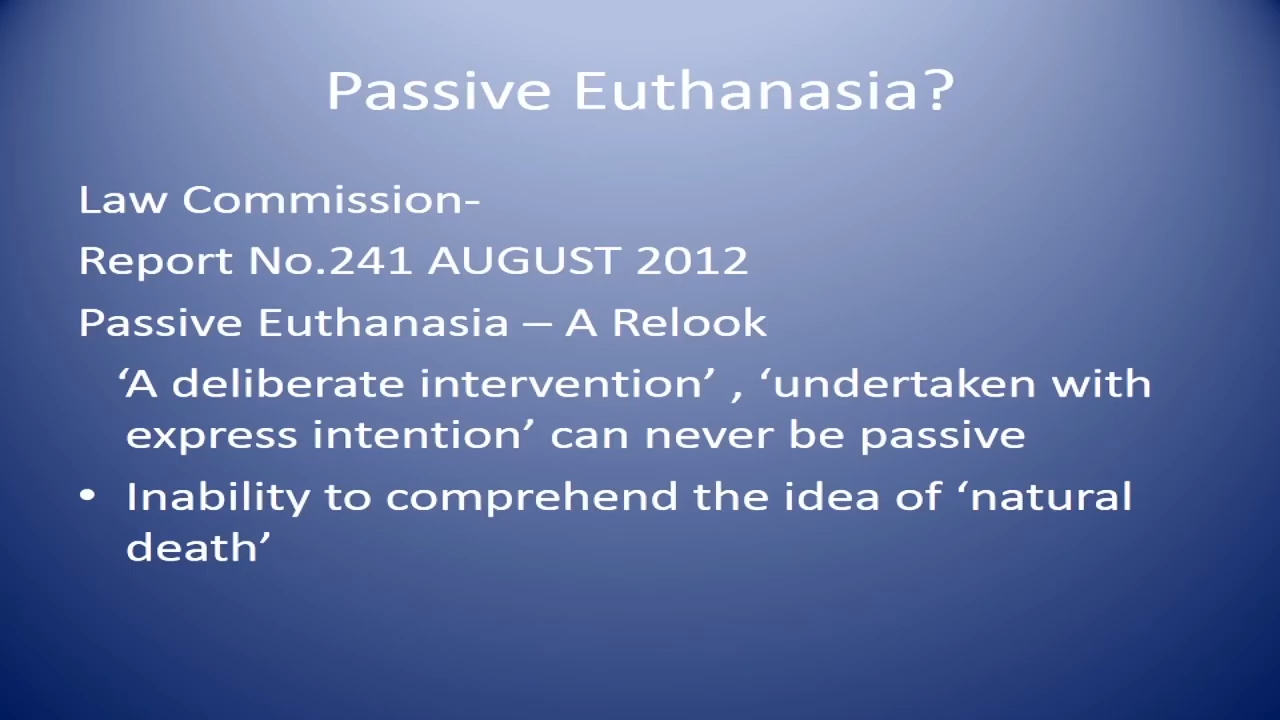 Passive Euthanasia?
Law Commission-
Report No.241 AUGUST 2012
Passive Euthanasia – A Relook
‘A deliberate intervention’ , ‘undertaken with
express intention’ can never be passive
• Inability to comprehend the idea of ‘natural
death’